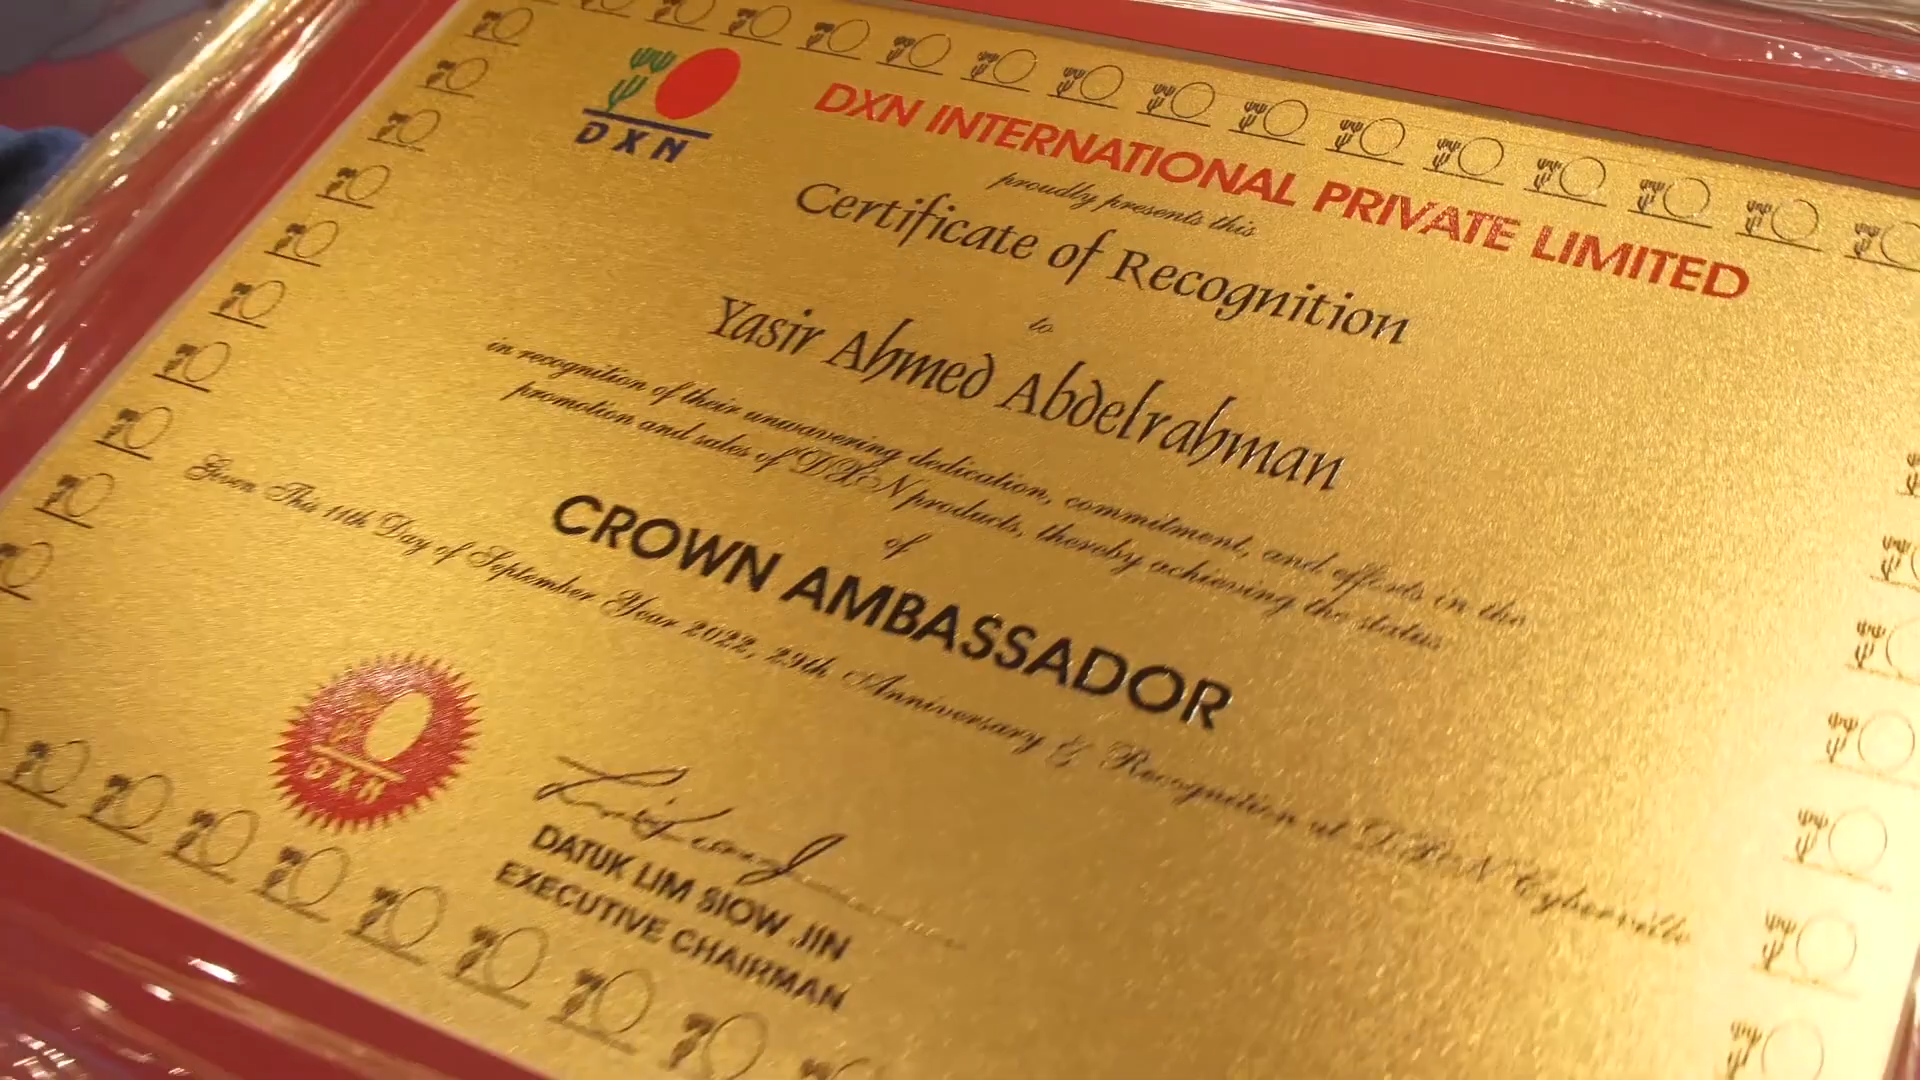 DXN
DXN INTERNATIONAL PRIVATE LIMITED
proudly presents this
Certificate of Recognition
to
Yasir Ahmed Abdelrahman
in recognition of their unwavering dedication, commitment, and efforts in the
promotion and sales of DXN products, thereby achieving the status
of
CROWN AMBASSADOR
Given This 11th Day of September Year 2022, 29th Anniversary & Recognition at DXN Cyberville
DXN
DATUK LIM SIOW JIN
EXECUTIVE CHAIRMAN